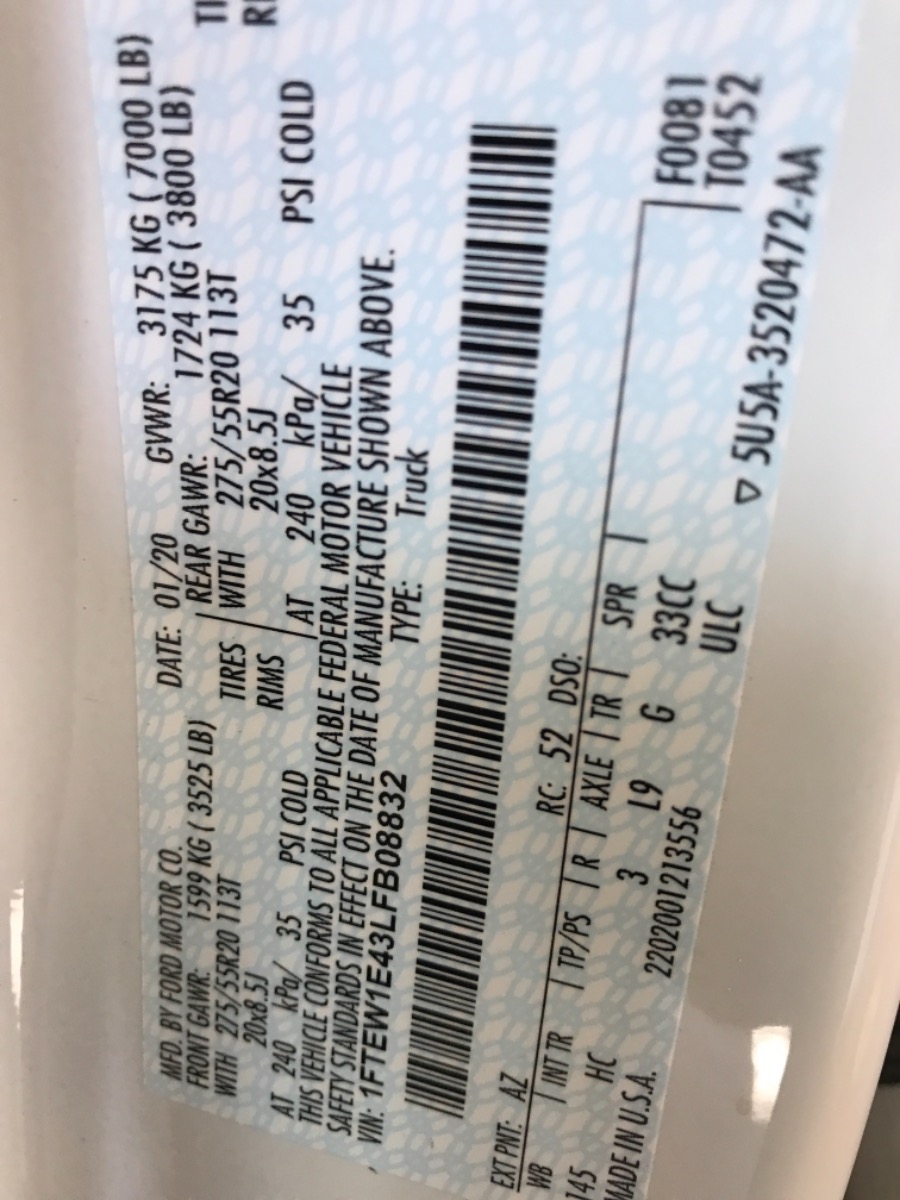 MFD. BY FORD MOTOR CO. DATE: 01/20 GVWR: 3175 KG ( 7000 LB)
FRONT GAWR: 1599 KG ( 3525 LB) REAR GAWR: 1724 KG ( 3800 LB)
WITH 275/55R20 113T TIRES WITH 275/55R20 113T
20x8.5J RIMS 20x8.5J
AT 240 kPa/ 35 PSI COLD AT 240 kPa/ 35 PSI COLD
THIS VEHICLE CONFORMS TO ALL APPLICABLE FEDERAL MOTOR VEHICLE
SAFETY STANDARDS IN EFFECT ON THE DATE OF MANUFACTURE SHOWN ABOVE.
VIN: 1FTEW1E43LFB08832 TYPE: Truck
EXT PNT: AZ RC: 52 DSO:
WB | INT TR | TP/PS | R | AXLE | TR | SPR | F0081
145 HC 3 L9 G 33CC T0452
MADE IN U.S.A. 220200121355​6 ULC
▽ 5U5A-3520472-AA